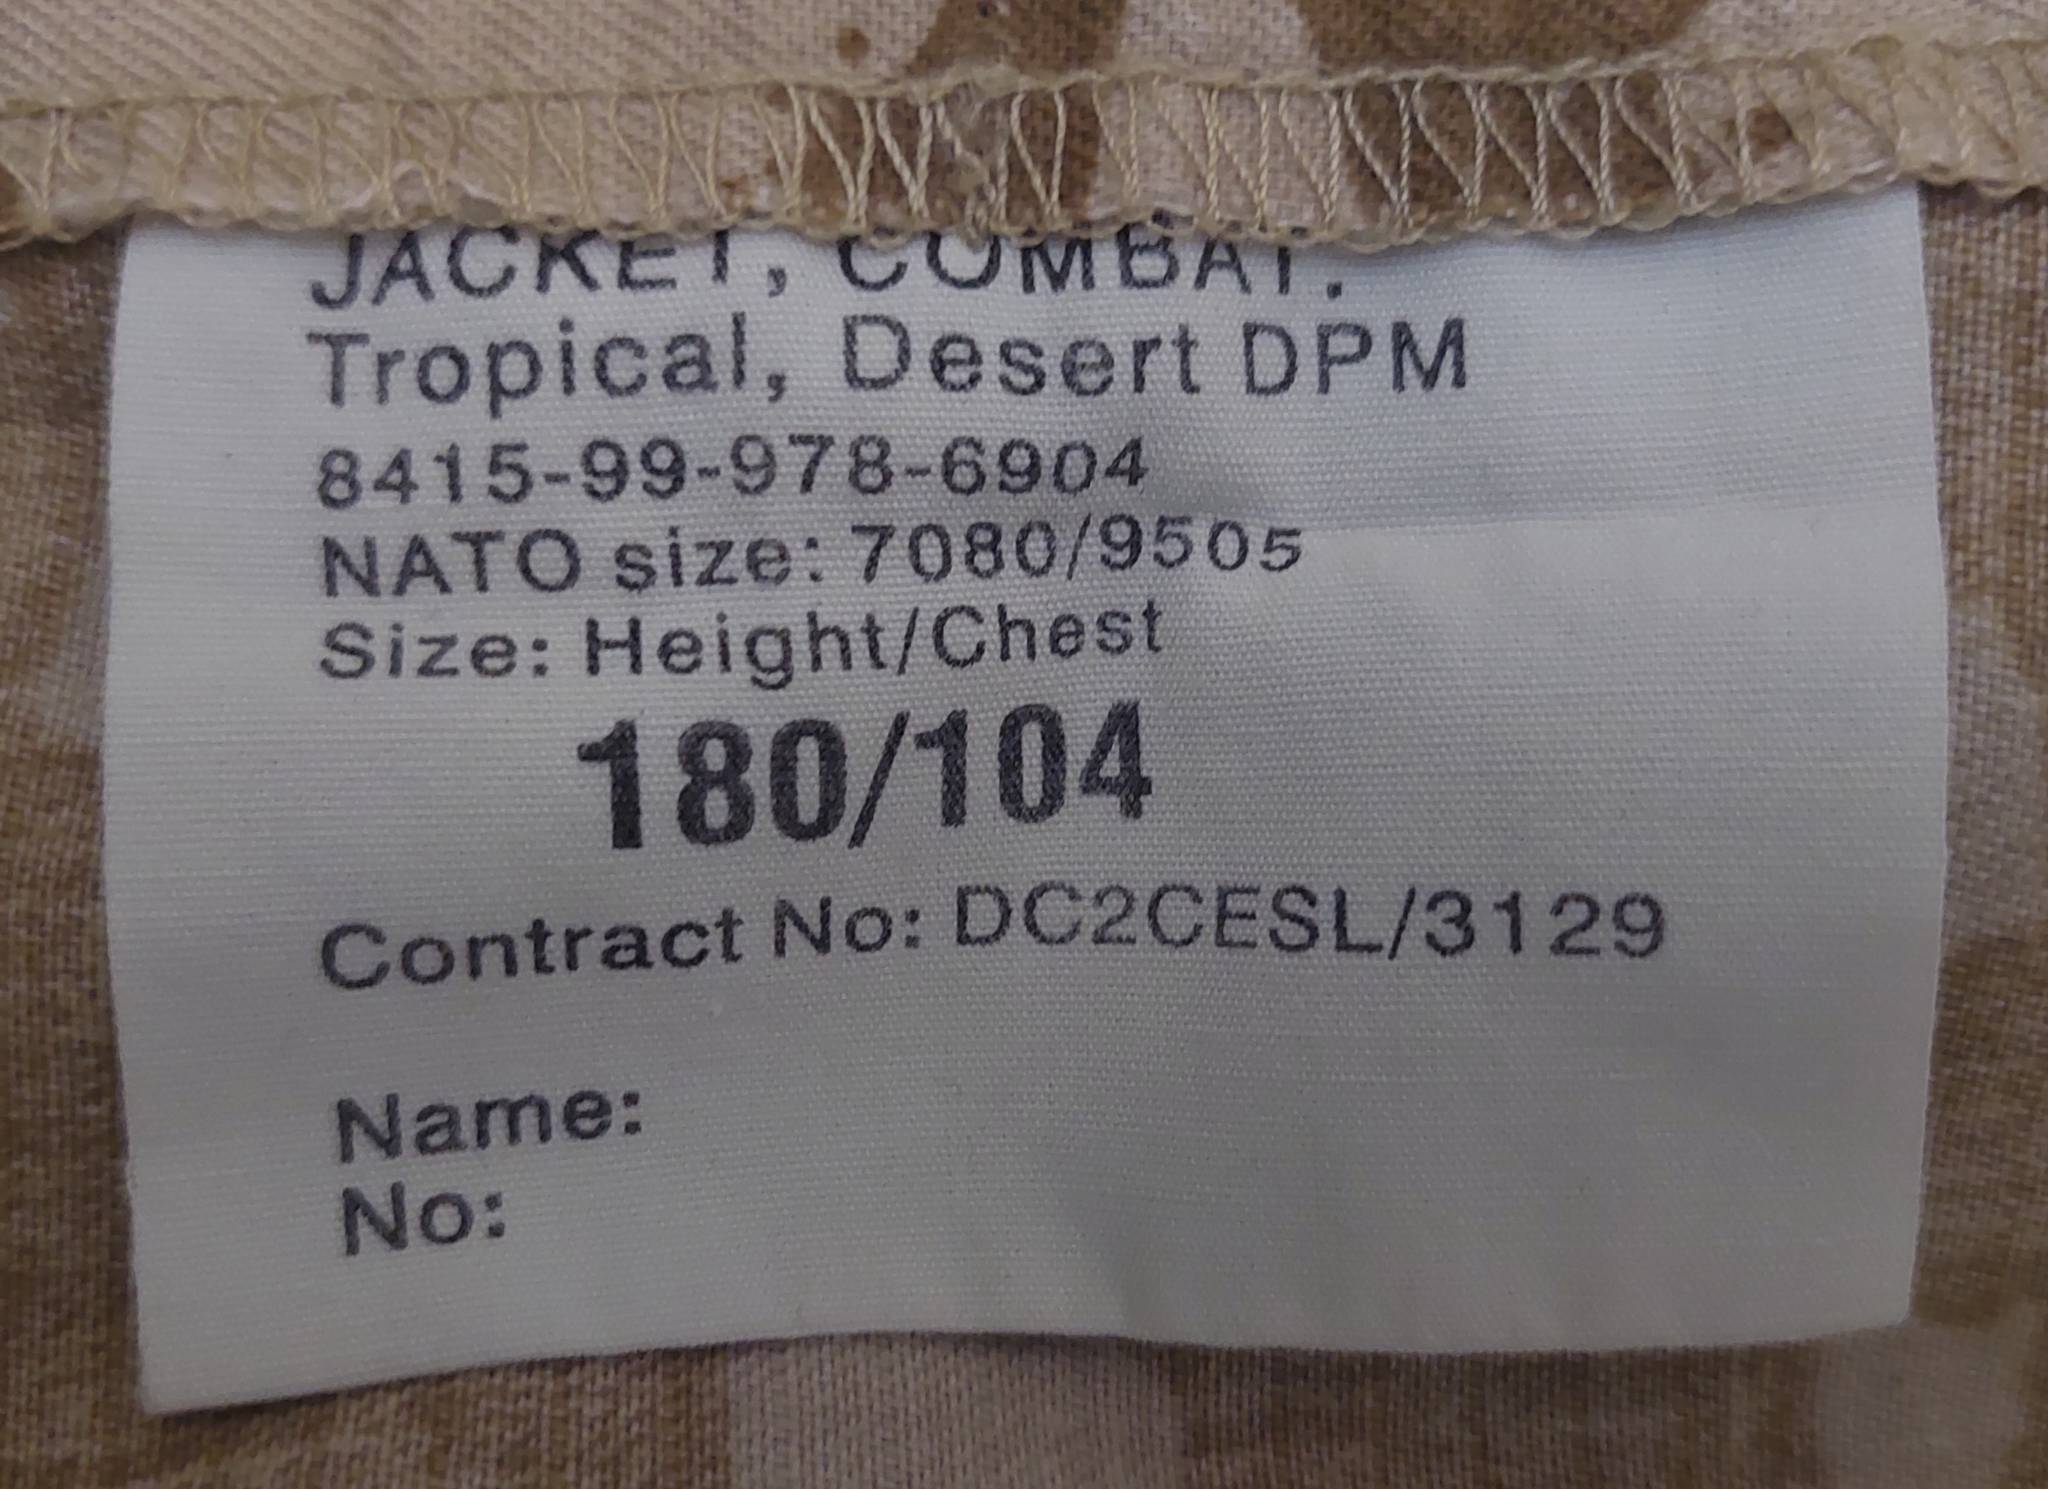 JACKET, COMBAT.
Tropical, Desert DPM
8415-99-978-6904
NATO size: 7080/9505
Size: Height/Chest
180/104
Contract No: DC2CESL/3129
Name:
No: